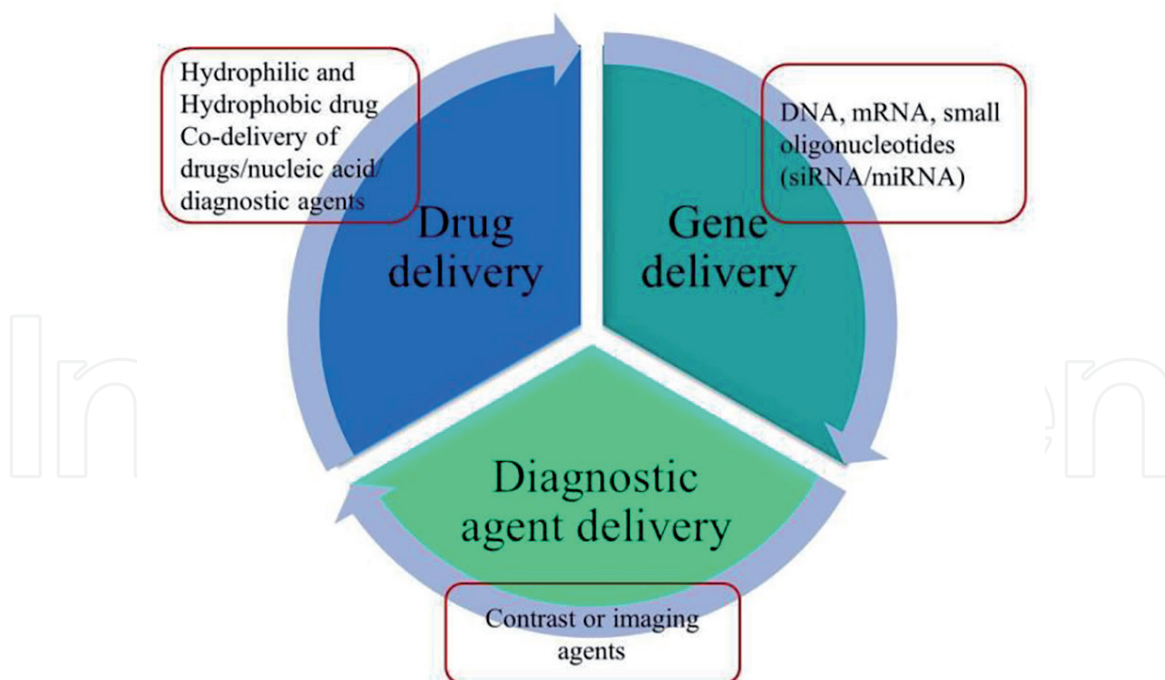 Hydrophilic and
Hydrophobic drug
Co-delivery of
drugs/nucleic acid/
diagnostic agents
DNA, mRNA, small
oligonucleotides
(siRNA/miRNA)
Drug
delivery
Gene
delivery
Diagnostic
agent delivery
Contrast or imaging
agents